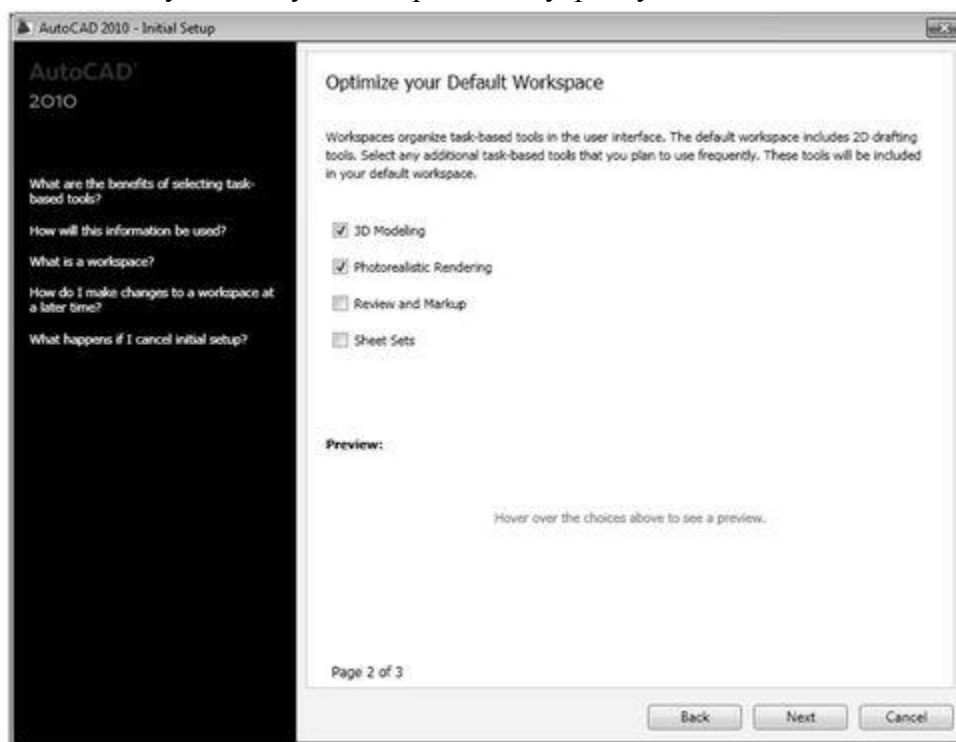 AutoCAD 2010 - Initial Setup
AutoCAD'
2010
What are the benefits of selecting task-
based tools?
How will this information be used?
What is a workspace?
How do I make changes to a workspace at
a later time?
What happens if I cancel initial setup?
Optimize your Default Workspace
Workspaces organize task-based tools in the user interface. The default workspace includes 2D drafting
tools. Select any additional task-based tools that you plan to use frequently. These tools will be included
in your default workspace.
3D Modeling
Photorealistic Rendering
Review and Markup
Sheet Sets
Preview:
Hover over the choices above to see a preview.
Page 2 of 3
Back
Next
Cancel